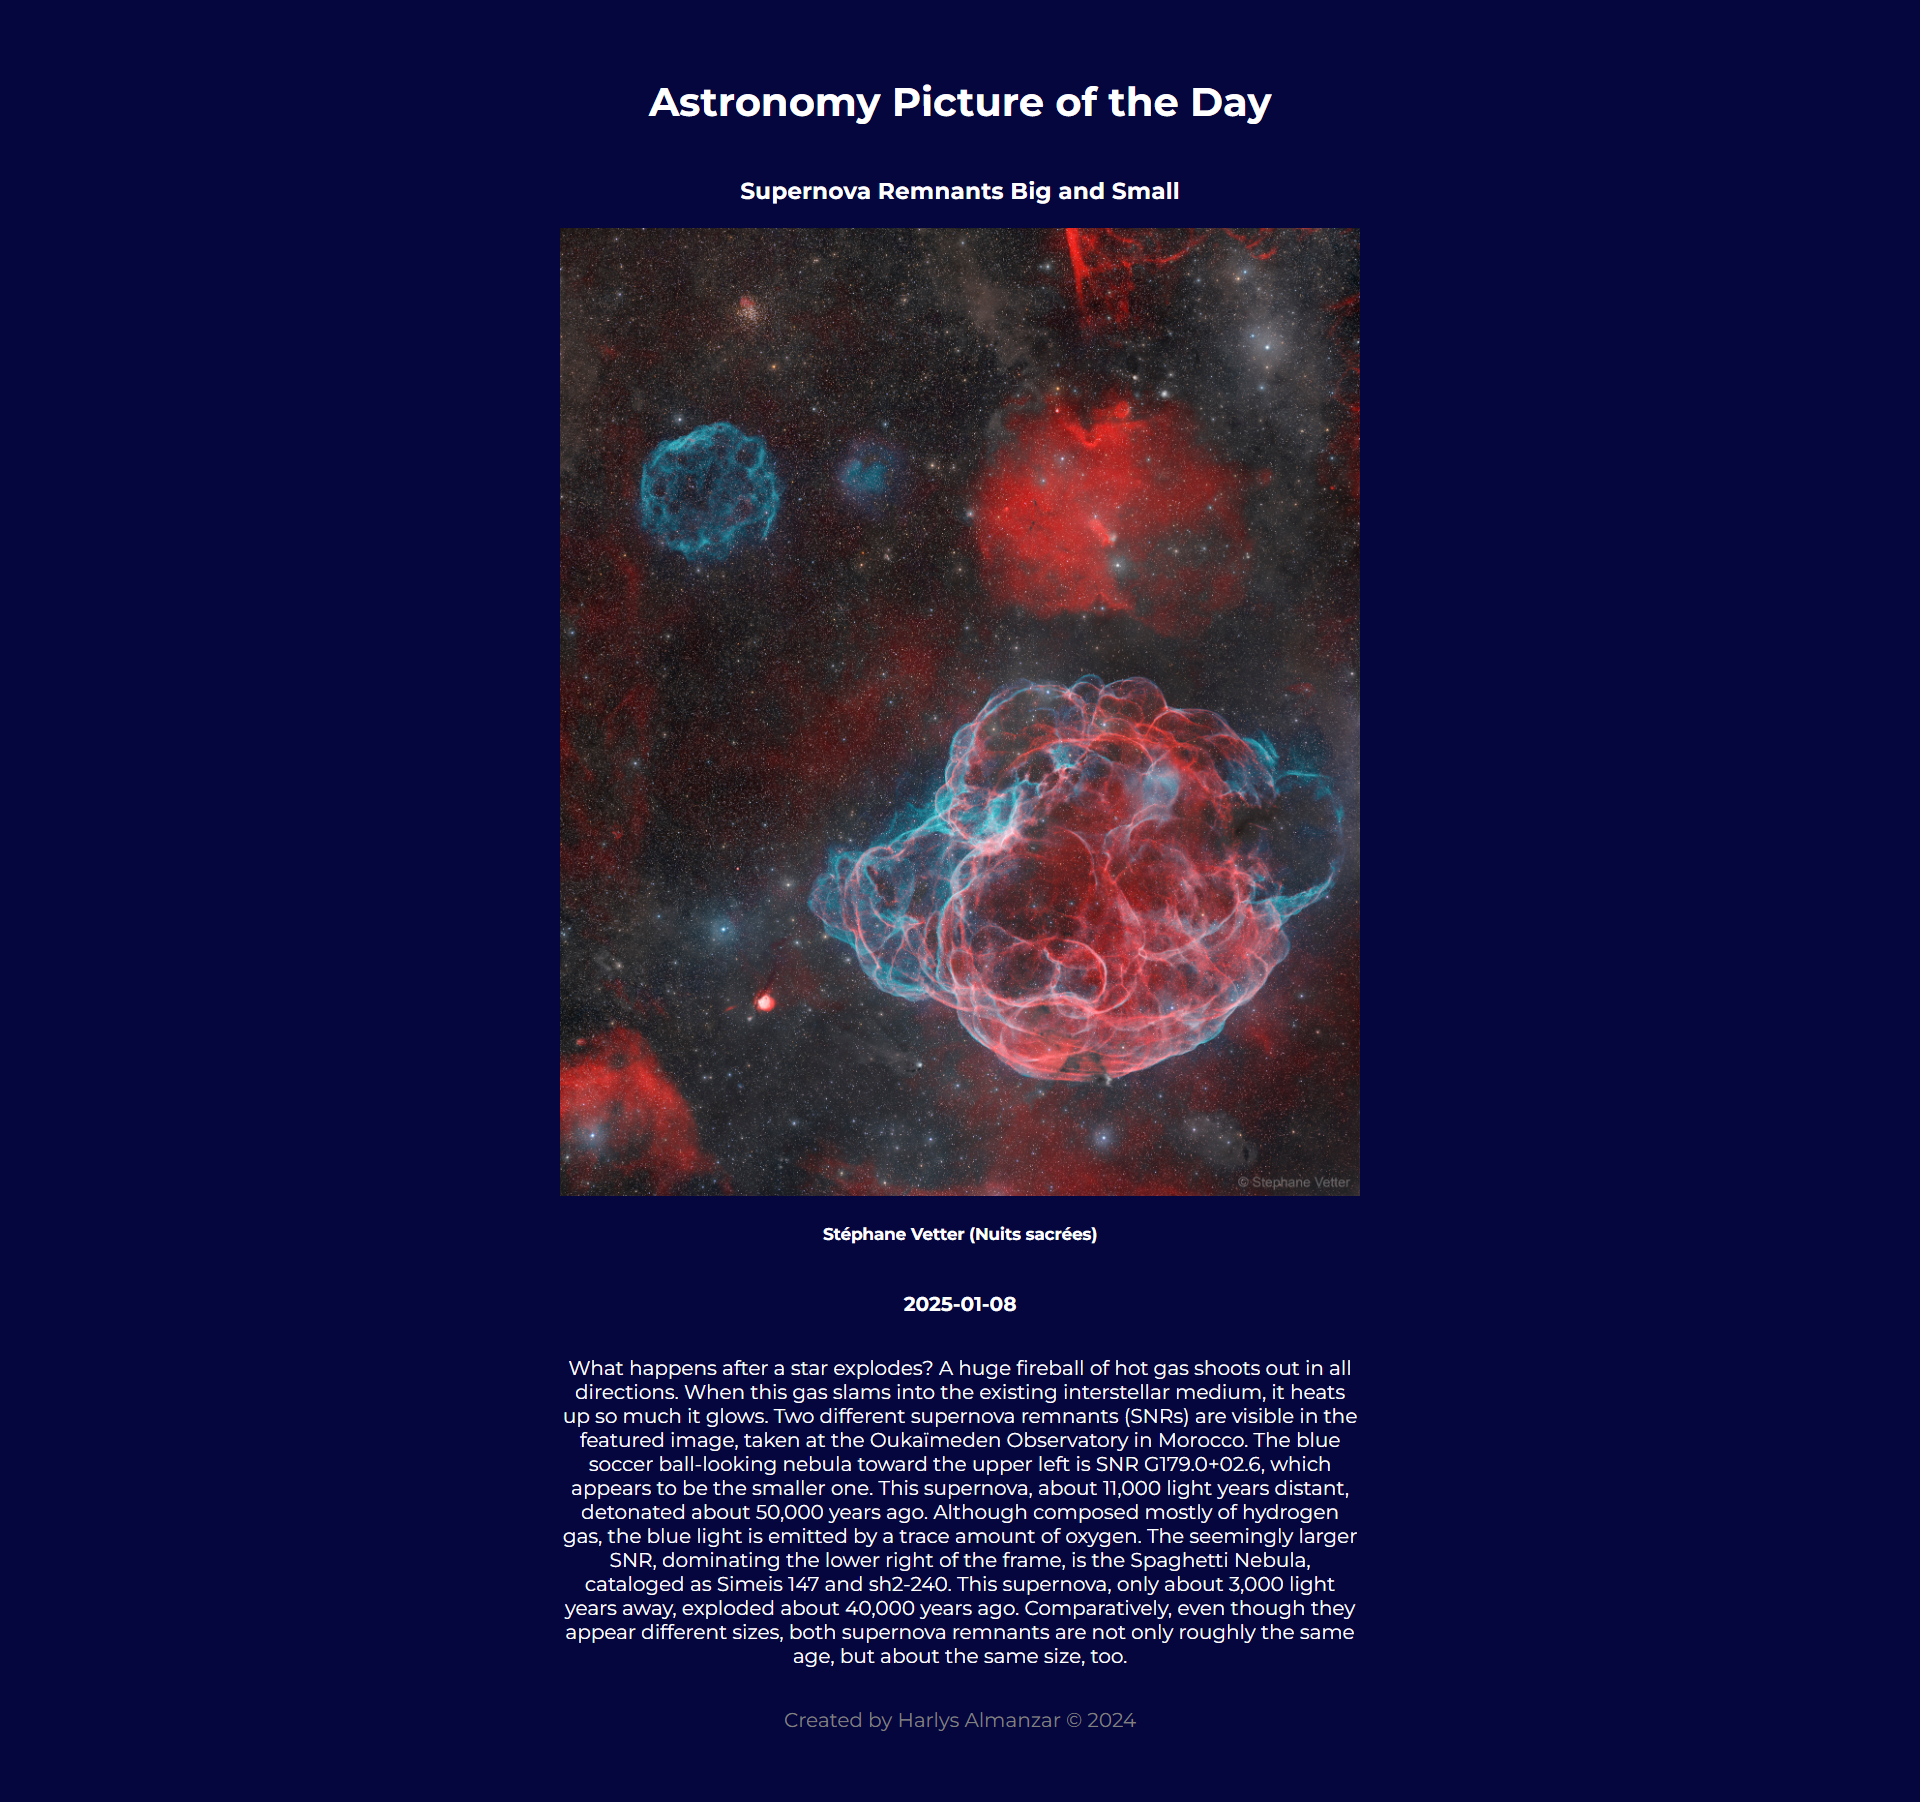 Astronomy Picture of the Day
Supernova Remnants Big and Small
© Stephane Vetter
Stéphane Vetter (Nuits sacrées)
2025-01-08
What happens after a star explodes? A huge fireball of hot gas shoots out in all
directions. When this gas slams into the existing interstellar medium, it heats
up so much it glows. Two different supernova remnants (SNRs) are visible in the
featured image, taken at the Oukaïmeden Observatory in Morocco. The blue
soccer ball-looking nebula toward the upper left is SNR G179.0+02.6, which
appears to be the smaller one. This supernova, about 11,000 light years distant,
detonated about 50,000 years ago. Although composed mostly of hydrogen
gas, the blue light is emitted by a trace amount of oxygen. The seemingly larger
SNR, dominating the lower right of the frame, is the Spaghetti Nebula,
cataloged as Simeis 147 and sh2-240. This supernova, only about 3,000 light
years away, exploded about 40,000 years ago. Comparatively, even though they
appear different sizes, both supernova remnants are not only roughly the same
age, but about the same size, too.
Created by Harlys Almanzar © 2024